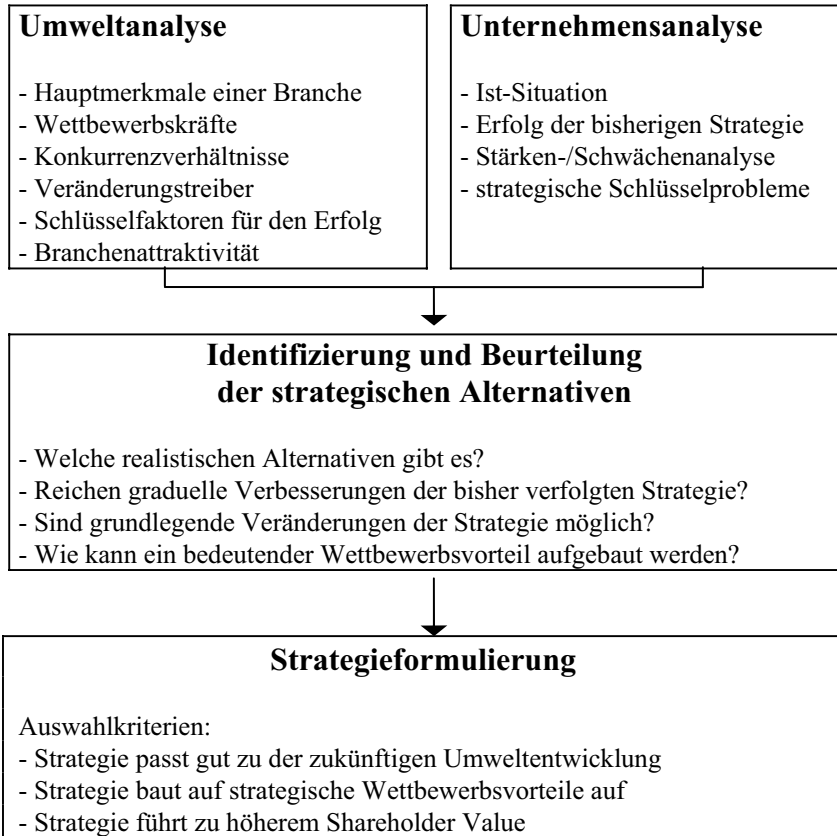 Umweltanalyse
- Hauptmerkmale einer Branche
- Wettbewerbskräfte
- Konkurrenzverhältnisse
- Veränderungstreiber
- Schlüsselfaktoren für den Erfolg
- Branchenattraktivität
Unternehmensanalyse
- Ist-Situation
- Erfolg der bisherigen Strategie
- Stärken-/Schwächenanalyse
- strategische Schlüsselprobleme
Identifizierung und Beurteilung
der strategischen Alternativen
- Welche realistischen Alternativen gibt es?
- Reichen graduelle Verbesserungen der bisher verfolgten Strategie?
- Sind grundlegende Veränderungen der Strategie möglich?
- Wie kann ein bedeutender Wettbewerbsvorteil aufgebaut werden?
Strategieformulierung
Auswahlkriterien:
- Strategie passt gut zu der zukünftigen Umweltentwicklung
- Strategie baut auf strategische Wettbewerbsvorteile auf
- Strategie führt zu höherem Shareholder Value